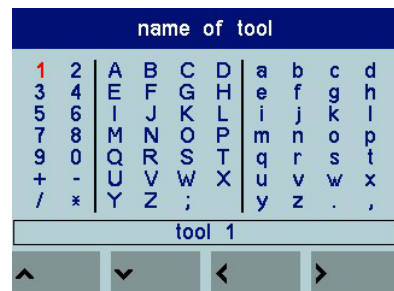 name of tool
1 2 A B C D a b c d
3 4 E F G H e f g h
5 6 I J K L i j k l
7 8 M N O P m n o p
9 0 Q R S T q r s t
+ - U V W X u v w x
/ * Y Z ; y z . ,
tool 1